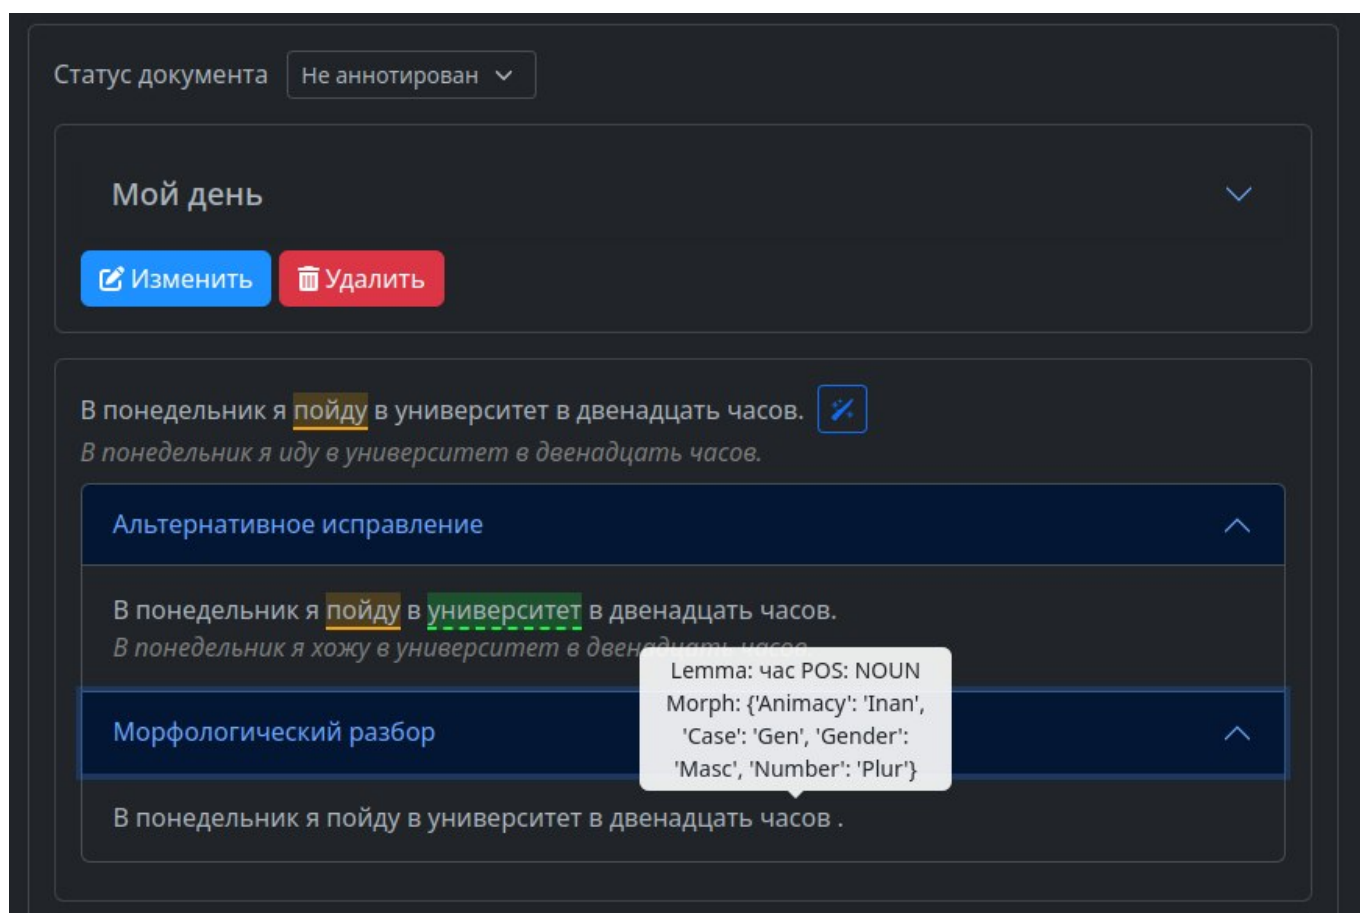 Статус документа Не аннотирован
Мой день
Изменить Удалить
В понедельник я пойду в университет в двенадцать часов.
В понедельник я иду в университет в двенадцать часов.
Альтернативное исправление
В понедельник я пойду в университет в двенадцать часов.
В понедельник я хожу в университет в двенадцать часов.
Lemma: час POS: NOUN
Morph: {'Animacy': 'Inan',
'Case': 'Gen', 'Gender':
'Masc', 'Number': 'Plur'}
Морфологический разбор
В понедельник я пойду в университет в двенадцать часов .